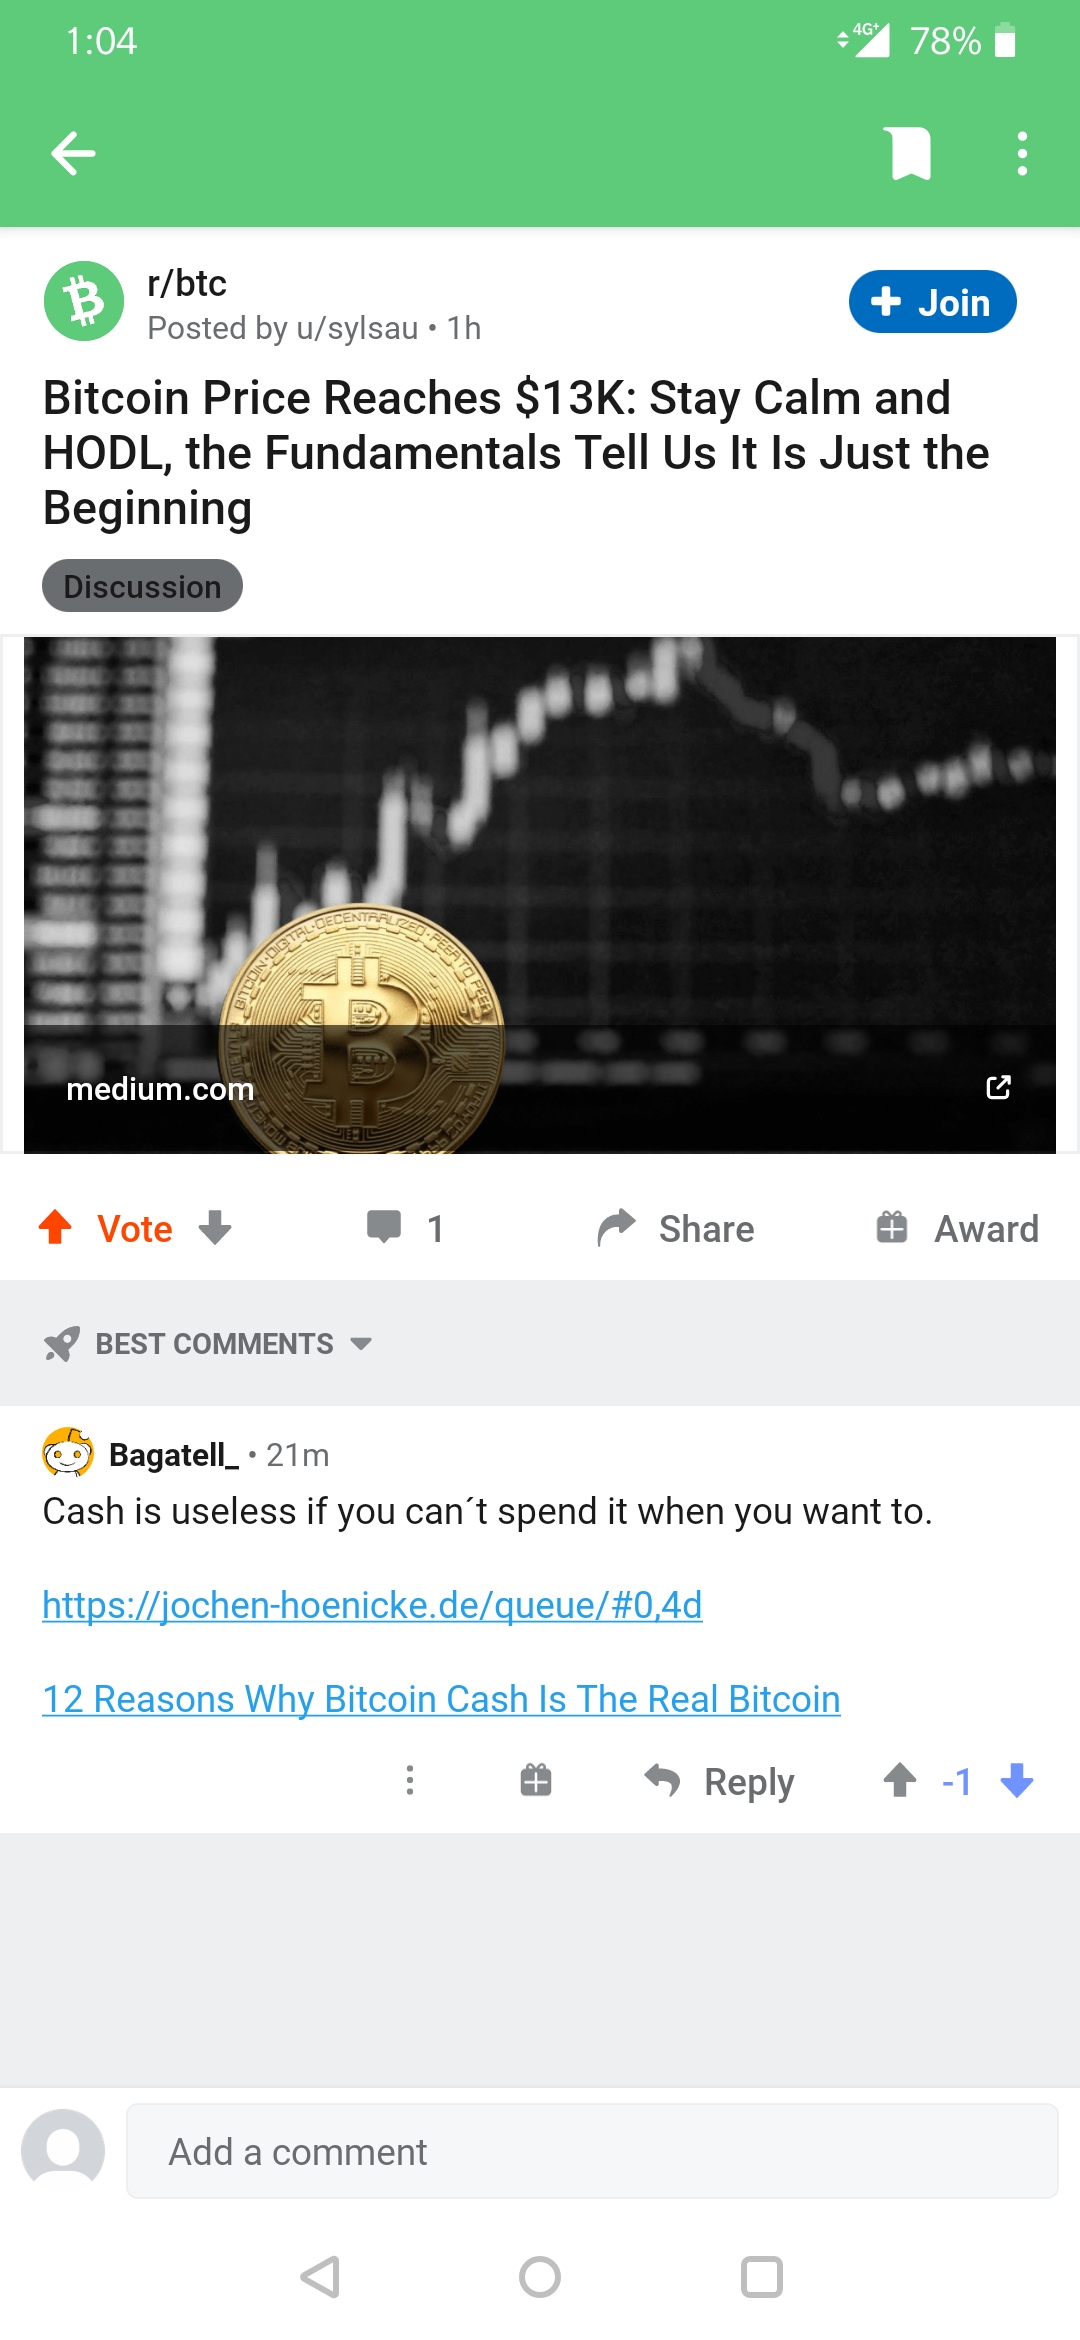 1:04
4G+ 78%
r/btc
Posted by u/sylsau • 1h
+ Join
Bitcoin Price Reaches $13K: Stay Calm and
HODL, the Fundamentals Tell Us It Is Just the
Beginning
Discussion
BITCOIN·DIGITAL·DECENTRALIZED·PEER TO PEER
medium.com
Vote
1
Share
Award
BEST COMMENTS
Bagatell_ • 21m
Cash is useless if you can´t spend it when you want to.
https://jochen-hoenicke.de/queue/#0,4d
12 Reasons Why Bitcoin Cash Is The Real Bitcoin
Reply
-1
Add a comment